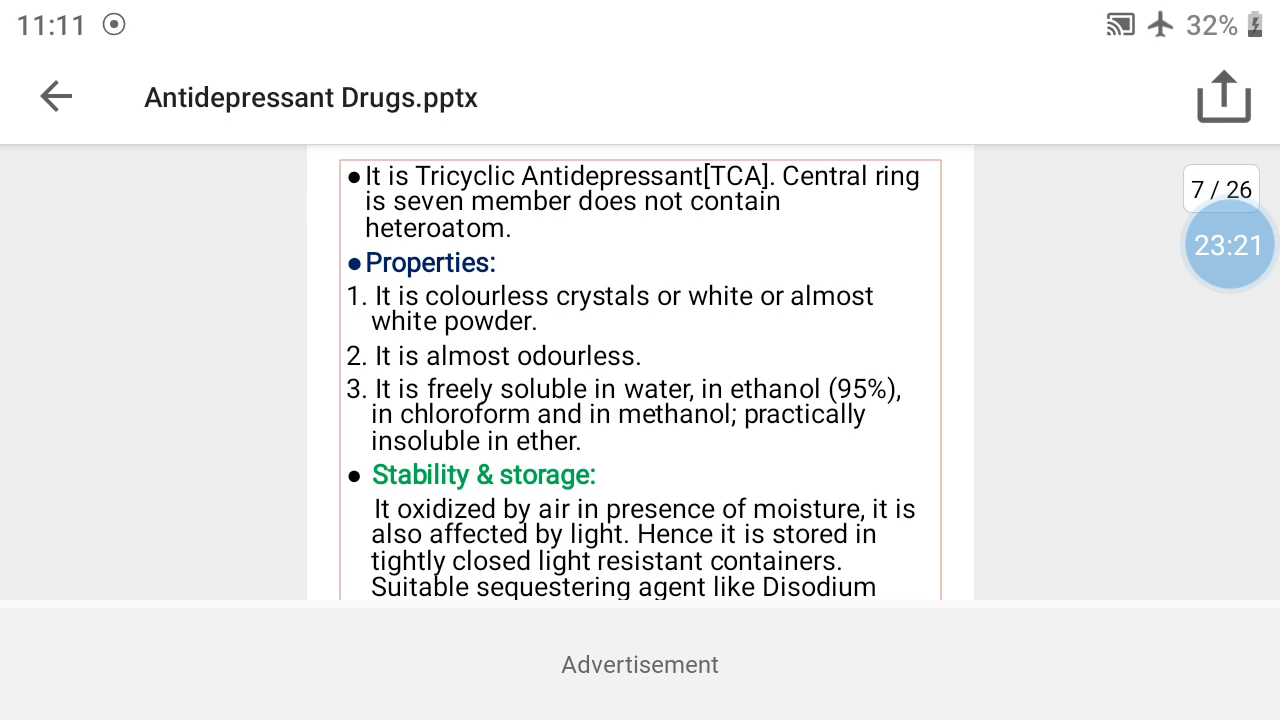 11:11
32%
Antidepressant Drugs.pptx
● It is Tricyclic Antidepressant[TCA]. Central ring
is seven member does not contain
heteroatom.
7 / 26
23:21
● Properties:
1. It is colourless crystals or white or almost
white powder.
2. It is almost odourless.
3. It is freely soluble in water, in ethanol (95%),
in chloroform and in methanol; practically
insoluble in ether.
● Stability & storage:
It oxidized by air in presence of moisture, it is
also affected by light. Hence it is stored in
tightly closed light resistant containers.
Suitable sequestering agent like Disodium
Advertisement